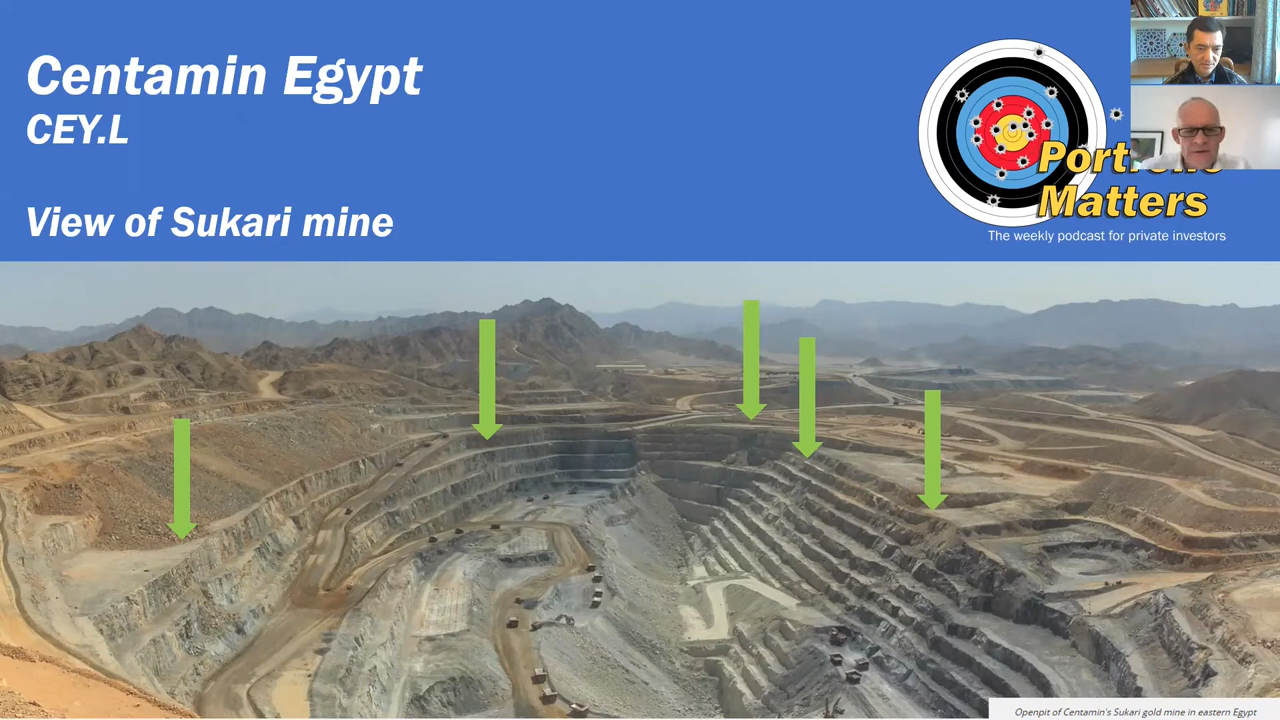 Centamin Egypt
CEY.L
View of Sukari mine
Matters
The weekly podcast for private investors
Openpit of Centamin's Sukari gold mine in eastern Egypt